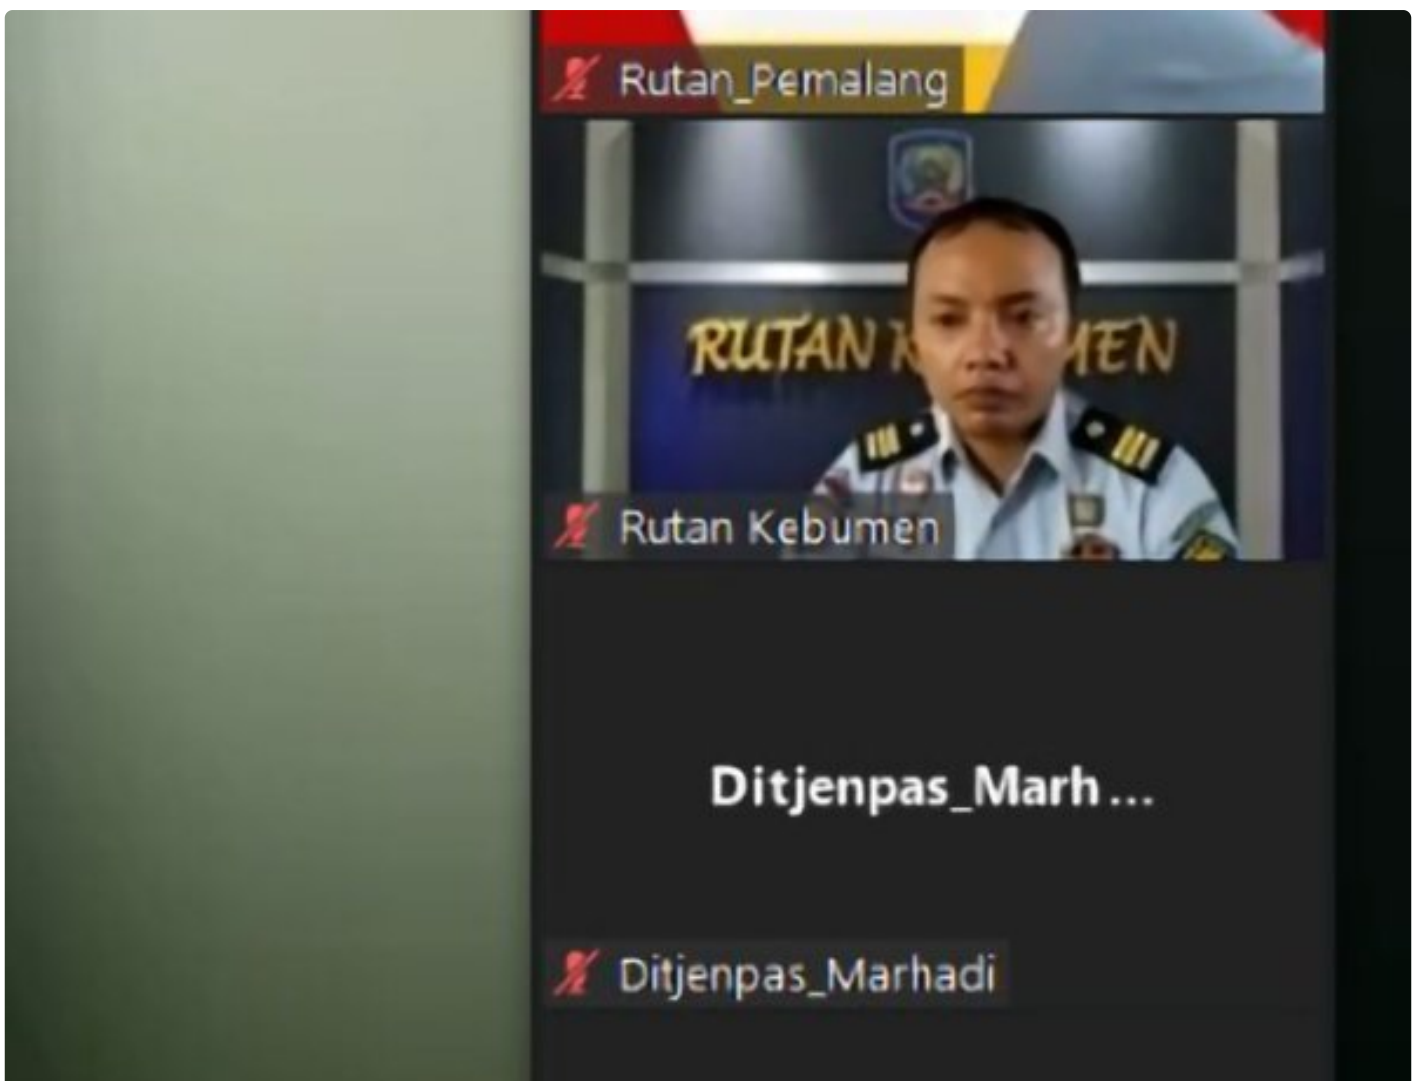 Rutan_Pemalang
RUTAN K MEN
Rutan Kebumen
Ditjenpas_Marh...
Ditjenpas_Marhadi